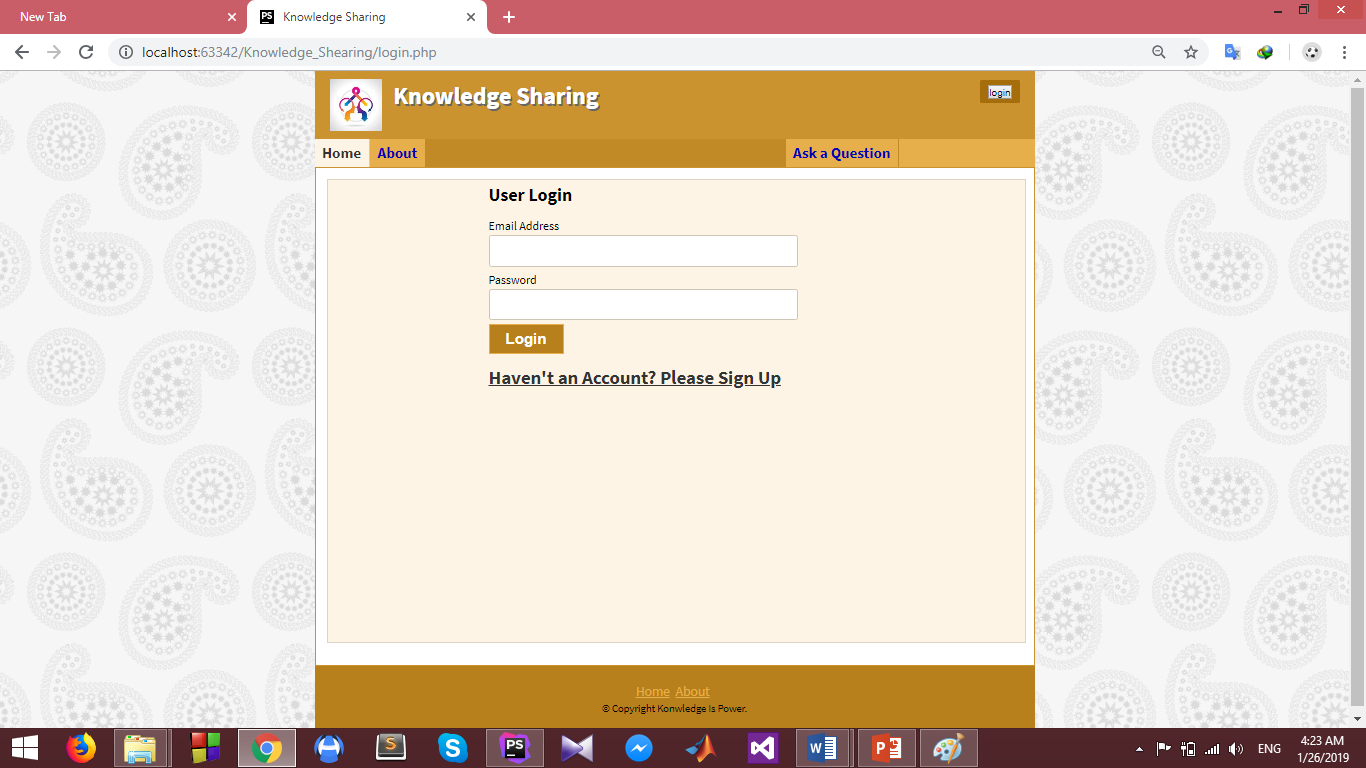 New Tab
Knowledge Sharing
localhost:63342/Knowledge_Shearing/login.php
Knowledge Sharing
login
Home About Ask a Question
User Login
Email Address
Password
Login
Haven't an Account? Please Sign Up
Home About
© Copyright Konwledge Is Power.
ENG
4:23 AM
1/26/2019